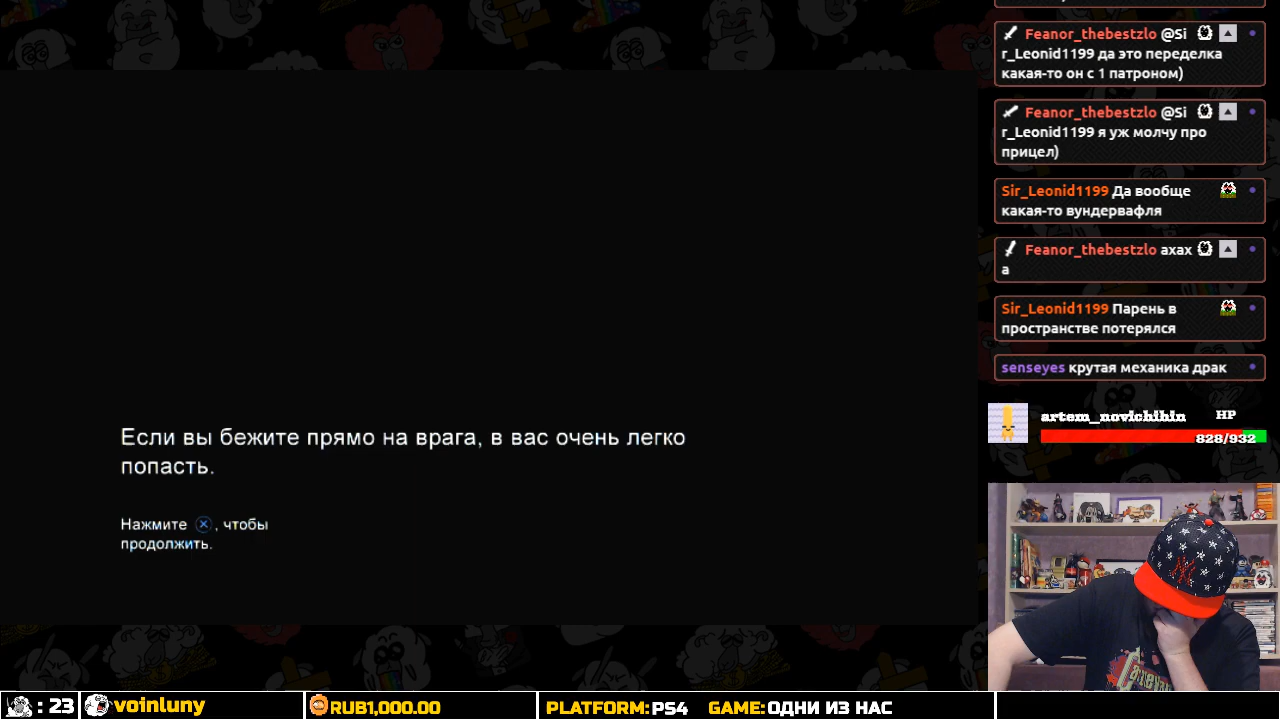 Feanor_thebestzlo @Si
r_Leonid1199 да это переделка
какая-то он с 1 патроном)
Feanor_thebestzlo @Si
r_Leonid1199 я уж молчу про
прицел)
Sir_Leonid1199 Да вообще
какая-то вундервафля
Feanor_thebestzlo ахах
а
Sir_Leonid1199 Парень в
пространстве потерялся
senseyes крутая механика драк
artem_novichihin HP
828/932
Если вы бежите прямо на врага, в вас очень легко
попасть.
Нажмите ⓧ, чтобы
продолжить.
: 23 voinluny RUB1,000.00 PLATFORM:PS4 GAME:ОДНИ ИЗ НАС